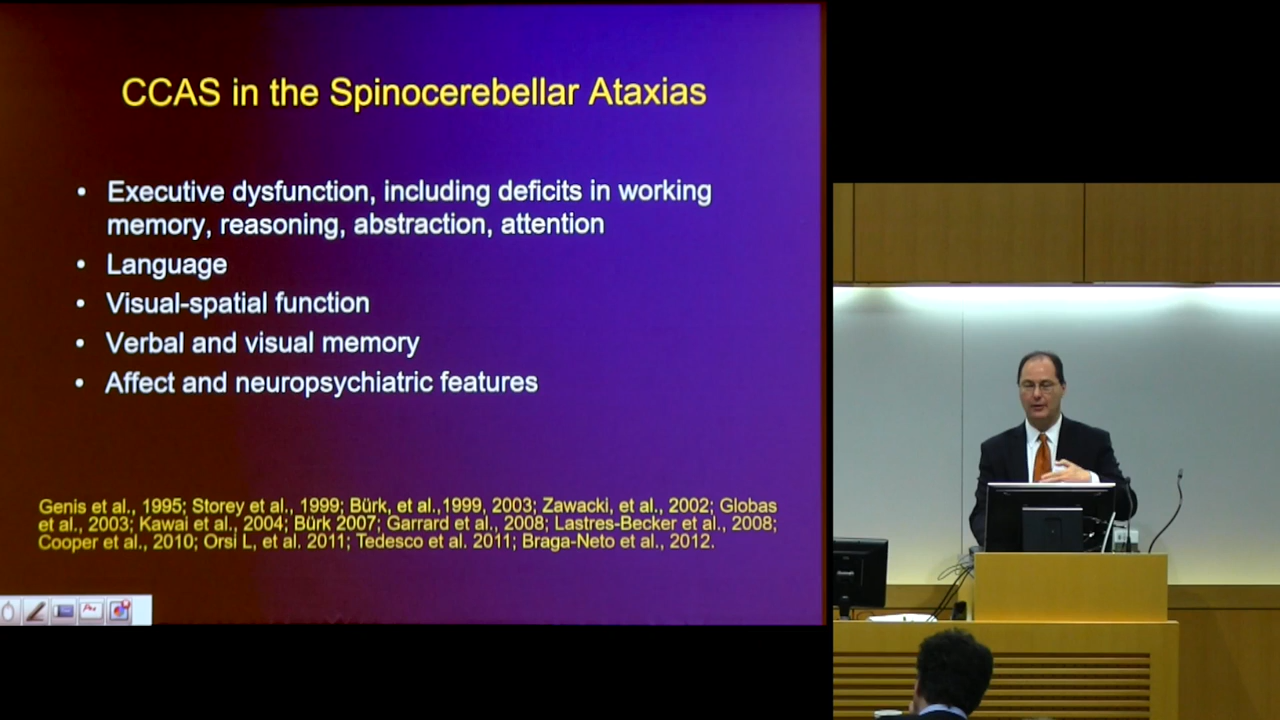 CCAS in the Spinocerebellar Ataxias
• Executive dysfunction, including deficits in working
memory, reasoning, abstraction, attention
• Language
• Visual-spatial function
• Verbal and visual memory
• Affect and neuropsychiatric features
Genis et al., 1995; Storey et al., 1999; Bürk, et al.,1999, 2003; Zawacki, et al., 2002; Globas
et al., 2003; Kawai et al., 2004; Bürk 2007; Garrard et al., 2008; Lastres-Becker et al., 2008;
Cooper et al., 2010; Orsi L, et al. 2011; Tedesco et al. 2011; Braga-Neto et al., 2012.